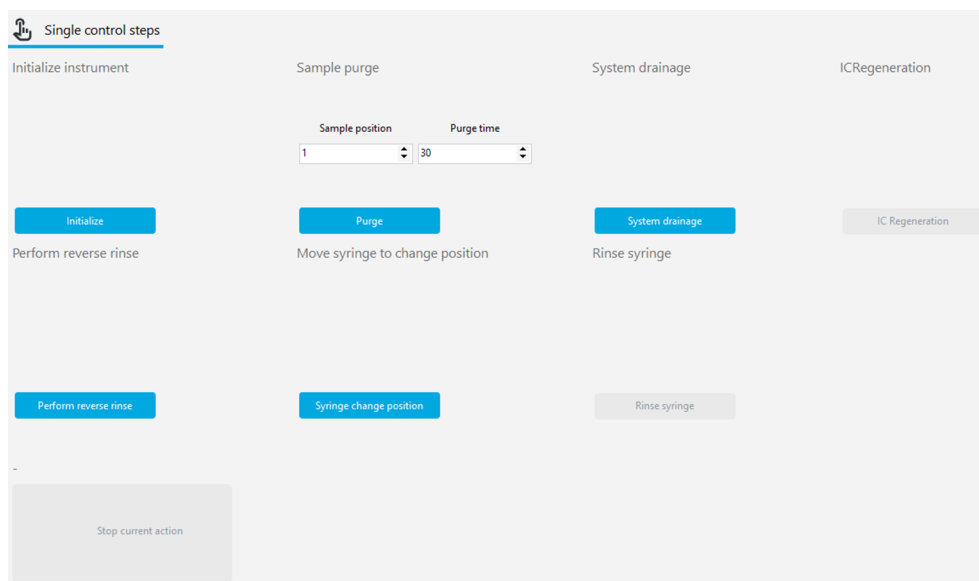 Single control steps
Initialize instrument Sample purge System drainage ICRegeneration
Sample position Purge time
1 30
Initialize Purge System drainage IC Regeneration
Perform reverse rinse Move syringe to change position Rinse syringe
Perform reverse rinse Syringe change position Rinse syringe
-
Stop current action